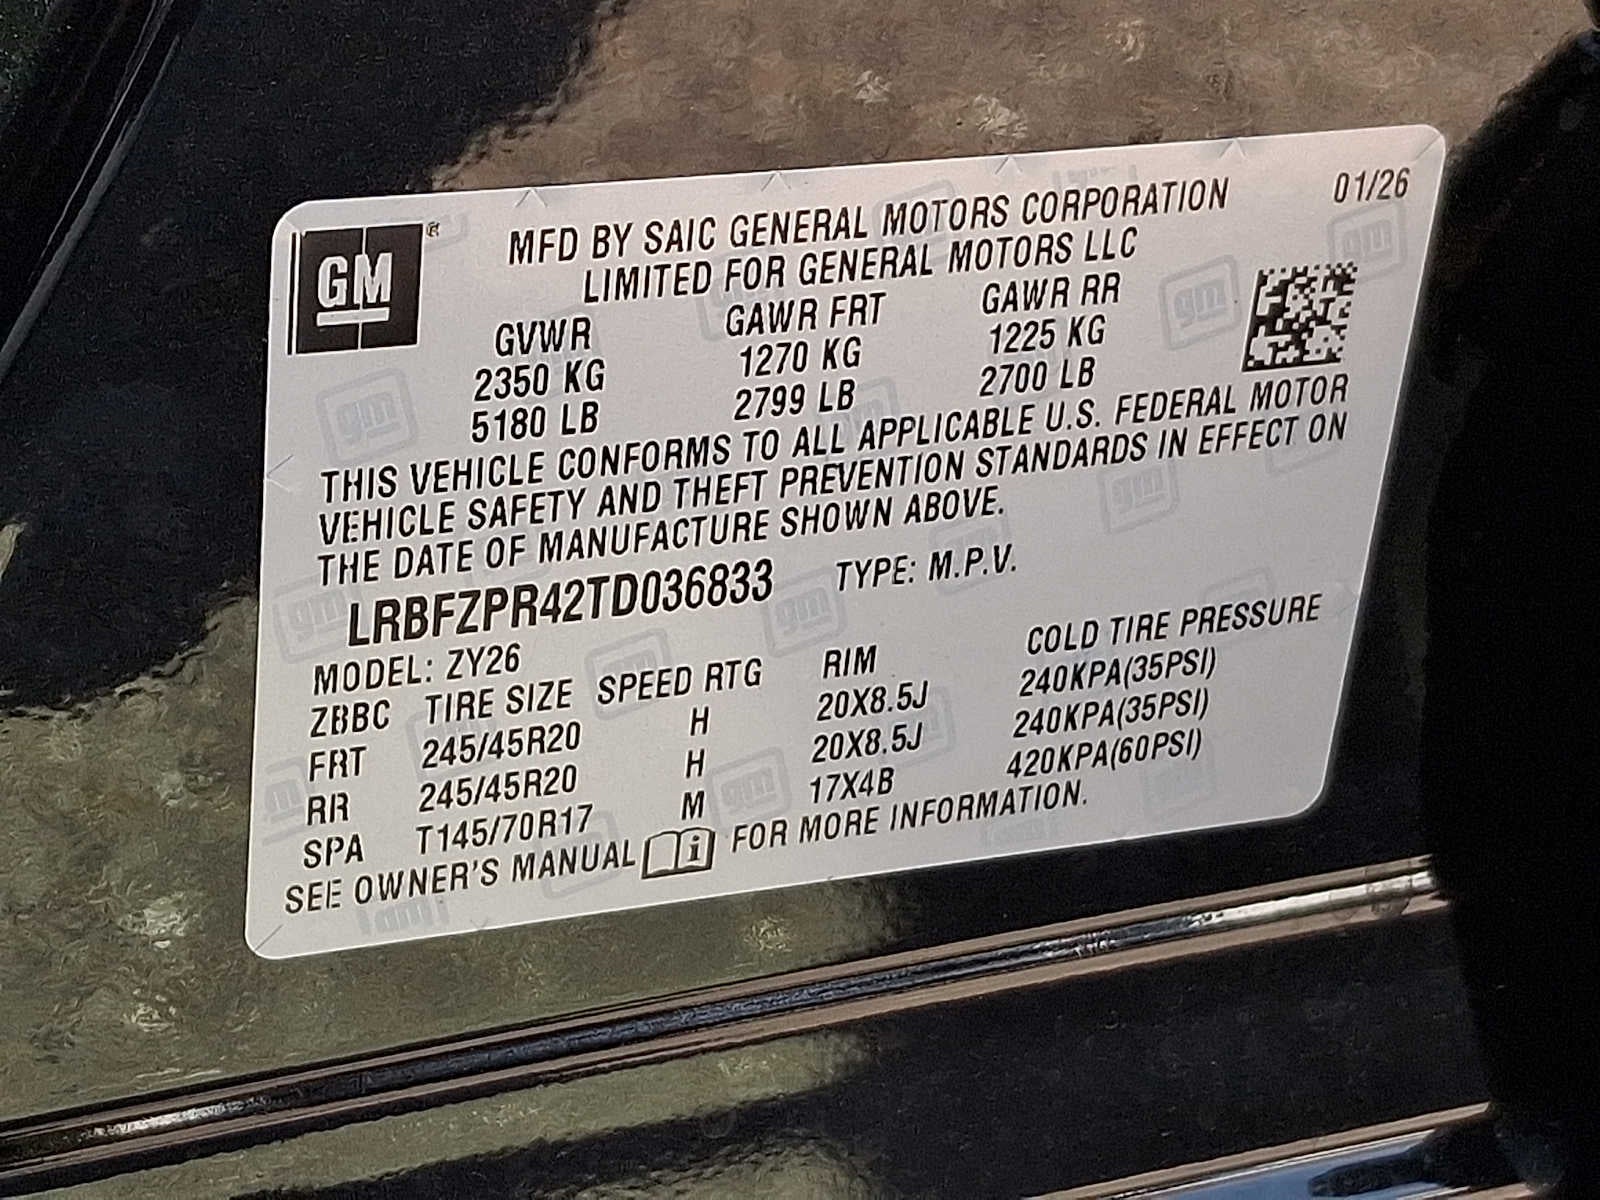 GM ®
MFD BY SAIC GENERAL MOTORS CORPORATION 01/26
LIMITED FOR GENERAL MOTORS LLC
GVWR GAWR FRT GAWR RR
2350 KG 1270 KG 1225 KG
5180 LB 2799 LB 2700 LB
THIS VEHICLE CONFORMS TO ALL APPLICABLE U.S. FEDERAL MOTOR
VEHICLE SAFETY AND THEFT PREVENTION STANDARDS IN EFFECT ON
THE DATE OF MANUFACTURE SHOWN ABOVE.
LRBFZPR42TD036833 TYPE: M.P.V.
MODEL: ZY26
ZBBC TIRE SIZE SPEED RTG RIM COLD TIRE PRESSURE
FRT 245/45R20 H 20X8.5J 240KPA(35PSI)
RR 245/45R20 H 20X8.5J 240KPA(35PSI)
SPA T145/70R17 M 17X4B 420KPA(60PSI)
SEE OWNER'S MANUAL i FOR MORE INFORMATION.